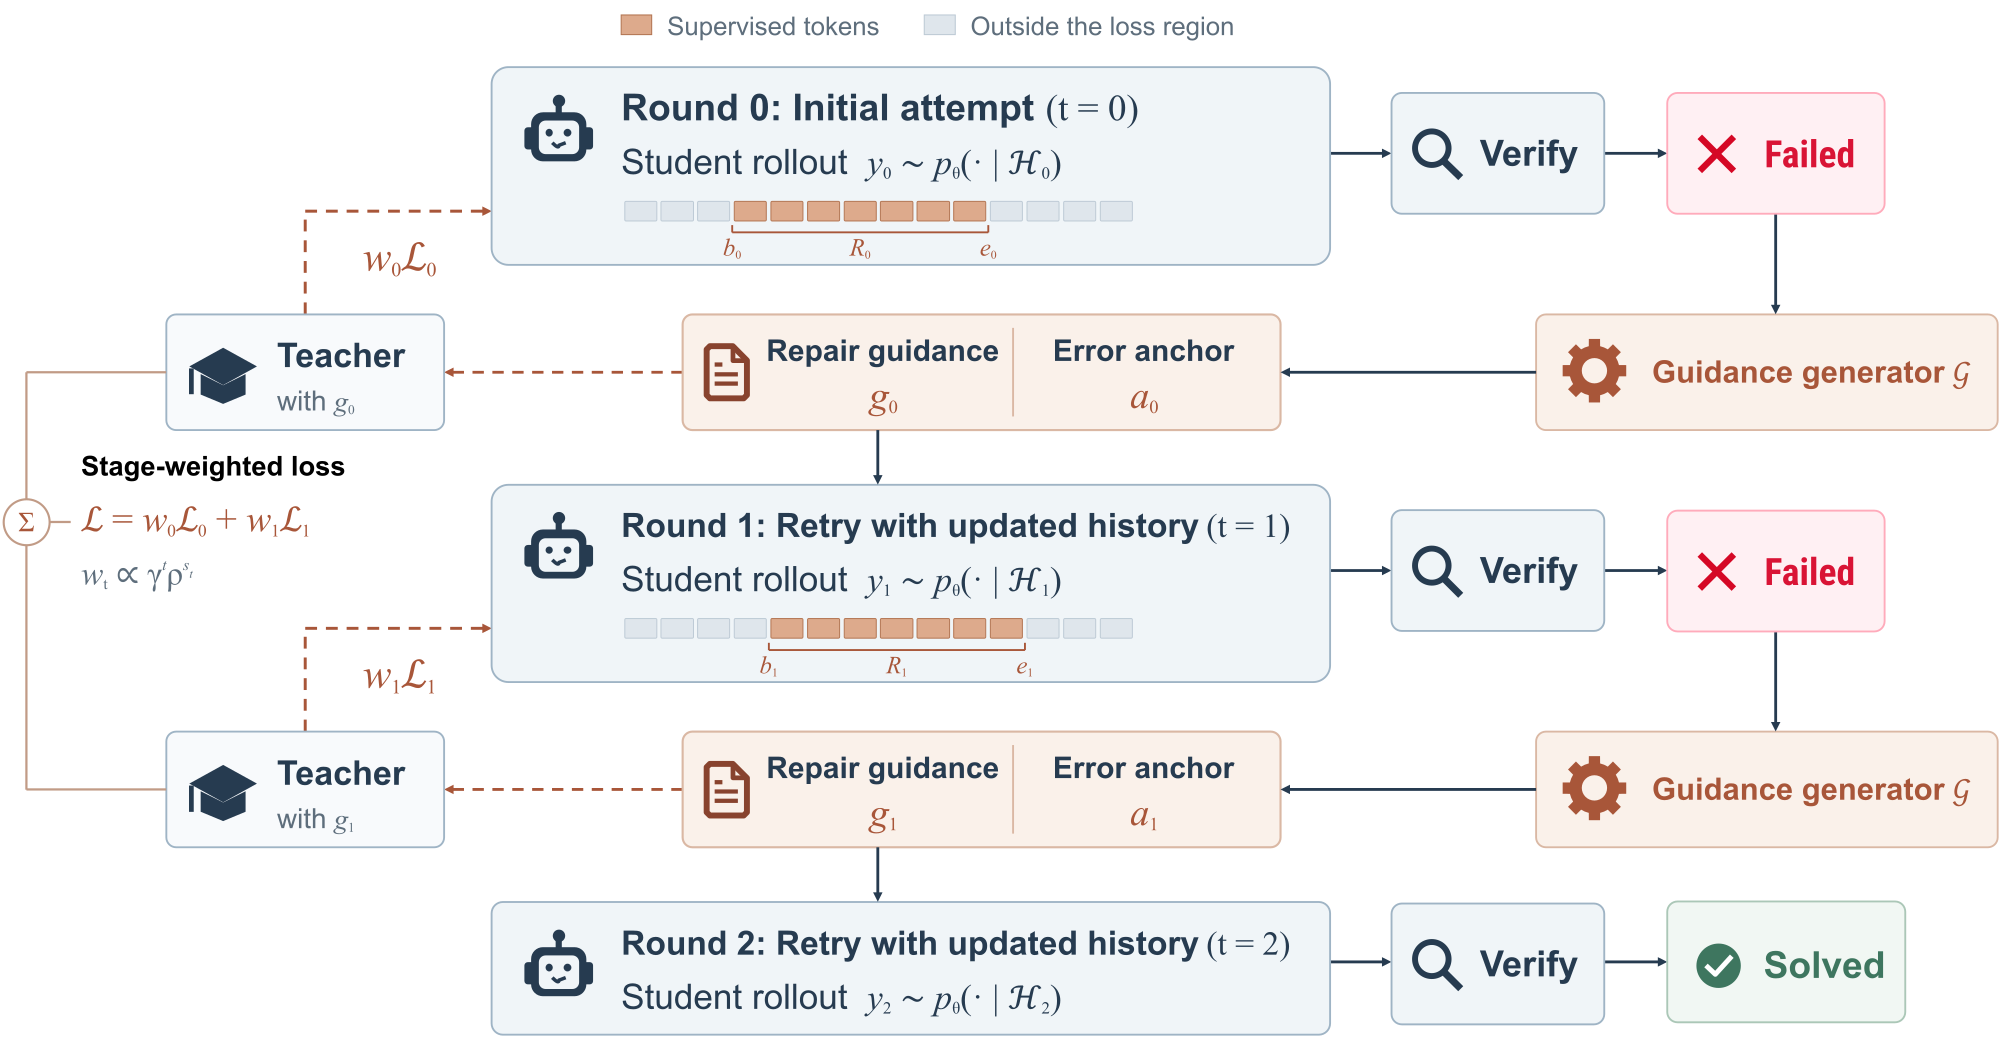 Supervised tokens
Outside the loss region
Round 0: Initial attempt (t = 0)
Student rollout y₀ ∼ p_θ(· | ℋ₀)
b₀ R₀ e₀
Verify
Failed
w₀ℒ₀
Teacher
with g₀
Repair guidance
g₀
Error anchor
a₀
Guidance generator 𝒢
Stage-weighted loss
Σ
ℒ = w₀ℒ₀ + w₁ℒ₁
w_t ∝ γ^t ρ^{s_t}
Round 1: Retry with updated history (t = 1)
Student rollout y₁ ∼ p_θ(· | ℋ₁)
b₁ R₁ e₁
Verify
Failed
w₁ℒ₁
Teacher
with g₁
Repair guidance
g₁
Error anchor
a₁
Guidance generator 𝒢
Round 2: Retry with updated history (t = 2)
Student rollout y₂ ∼ p_θ(· | ℋ₂)
Verify
Solved